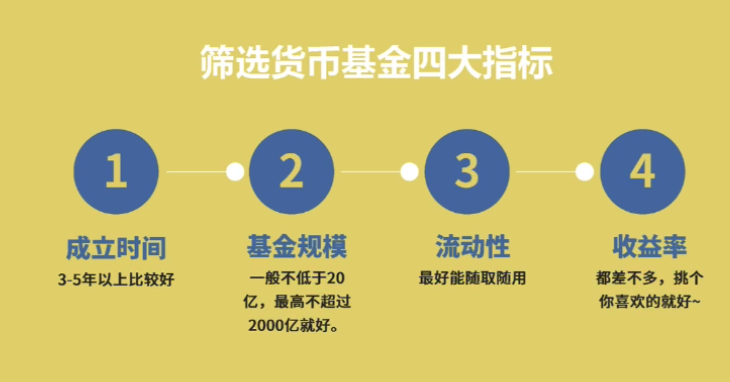 筛选货币基金四大指标
1
2
3
4
成立时间
3-5年以上比较好
基金规模
一般不低于20
亿，最高不超过
2000亿就好。
流动性
最好能随取随用
收益率
都差不多，挑个
你喜欢的就好~